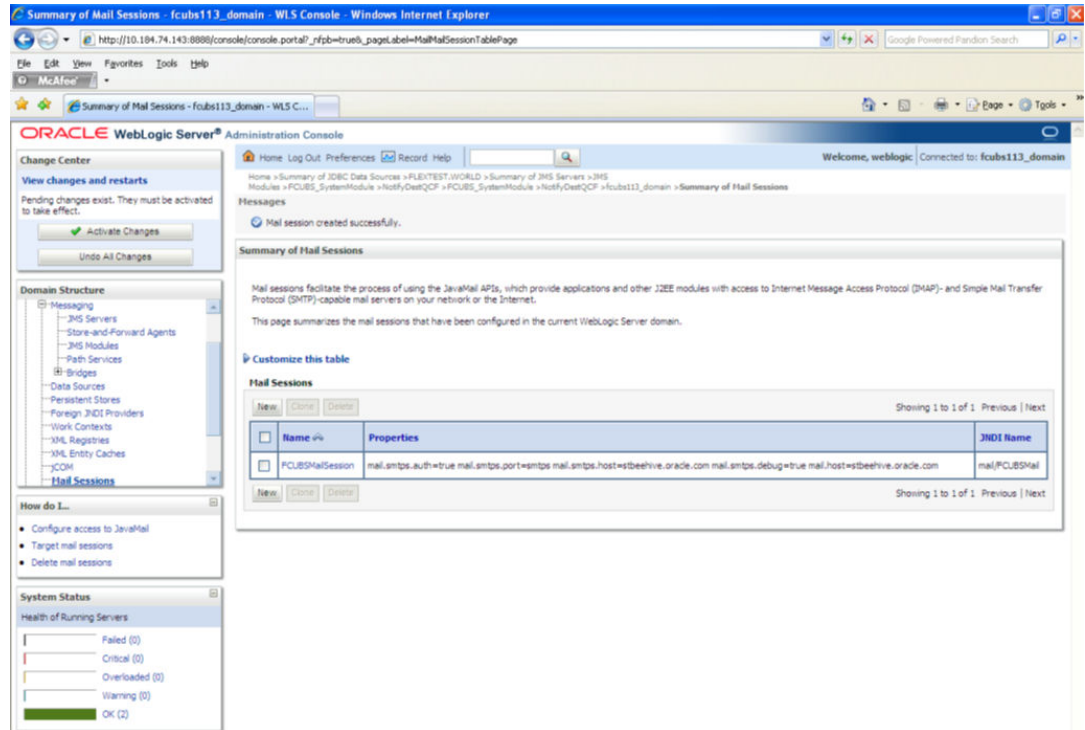 Summary of Mail Sessions - fcubs113_domain - WLS Console - Windows Internet Explorer
http://10.184.74.143:8888/console/console.portal?_nfpb=true&_pageLabel=MailMailSessionTablePage
Google Powered Pandion Search
File Edit View Favorites Tools Help
McAfee
Summary of Mail Sessions - fcubs113_domain - WLS C...
Page Tools
ORACLE WebLogic Server® Administration Console
Change Center
View changes and restarts
Pending changes exist. They must be activated
to take effect.
Activate Changes
Undo All Changes
Domain Structure
Messaging
JMS Servers
Store-and-Forward Agents
JMS Modules
Path Services
Bridges
Data Sources
Persistent Stores
Foreign JNDI Providers
Work Contexts
XML Registries
XML Entity Caches
jCOM
Mail Sessions
How do I...
Configure access to JavaMail
Target mail sessions
Delete mail sessions
System Status
Health of Running Servers
Failed (0)
Critical (0)
Overloaded (0)
Warning (0)
OK (2)
Home Log Out Preferences Record Help
Welcome, weblogic Connected to: fcubs113_domain
Home >Summary of JDBC Data Sources >FLEXTEST.WORLD >Summary of JMS Servers >JMS
Modules >FCUBS_SystemModule >NotifyDestQCF >FCUBS_SystemModule >NotifyDestQCF >fcubs113_domain >Summary of Mail Sessions
Messages
Mail session created successfully.
Summary of Mail Sessions
Mail sessions facilitate the process of using the JavaMail APIs, which provide applications and other J2EE modules with access to Internet Message Access Protocol (IMAP)- and Simple Mail Transfer
Protocol (SMTP)-capable mail servers on your network or the Internet.
This page summarizes the mail sessions that have been configured in the current WebLogic Server domain.
Customize this table
Mail Sessions
New Clone Delete Showing 1 to 1 of 1 Previous | Next
Name Properties JNDI Name
FCUBSMailSession mail.smtps.auth=true mail.smtps.port=smtps mail.smtps.host=stbeehive.oracle.com mail.smtps.debug=true mail.host=stbeehive.oracle.com mail/FCUBSMail
New Clone Delete Showing 1 to 1 of 1 Previous | Next